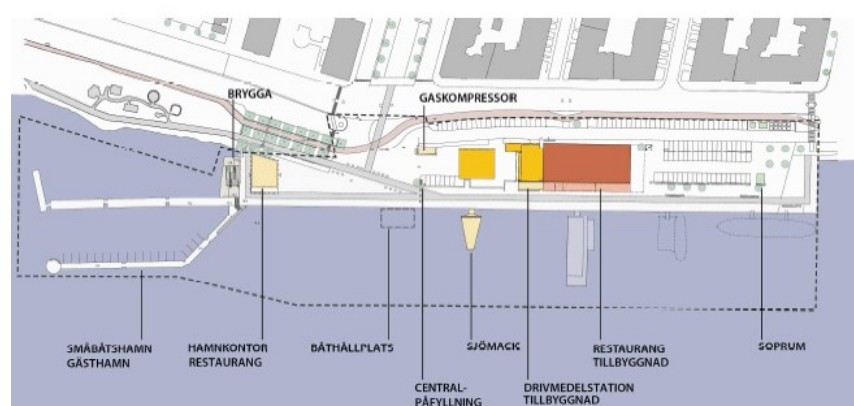 BRYGGA
GASKOMPRESSOR
SMÅBÅTSHAMN
GÄSTHAMN
HAMNKONTOR
RESTAURANG
BÅTHÅLLPLATS
SJÖMACK
RESTAURANG
TILLBYGGNAD
SOPRUM
CENTRAL-
PÅFYLLNING
DRIVMEDELSTATION
TILLBYGGNAD